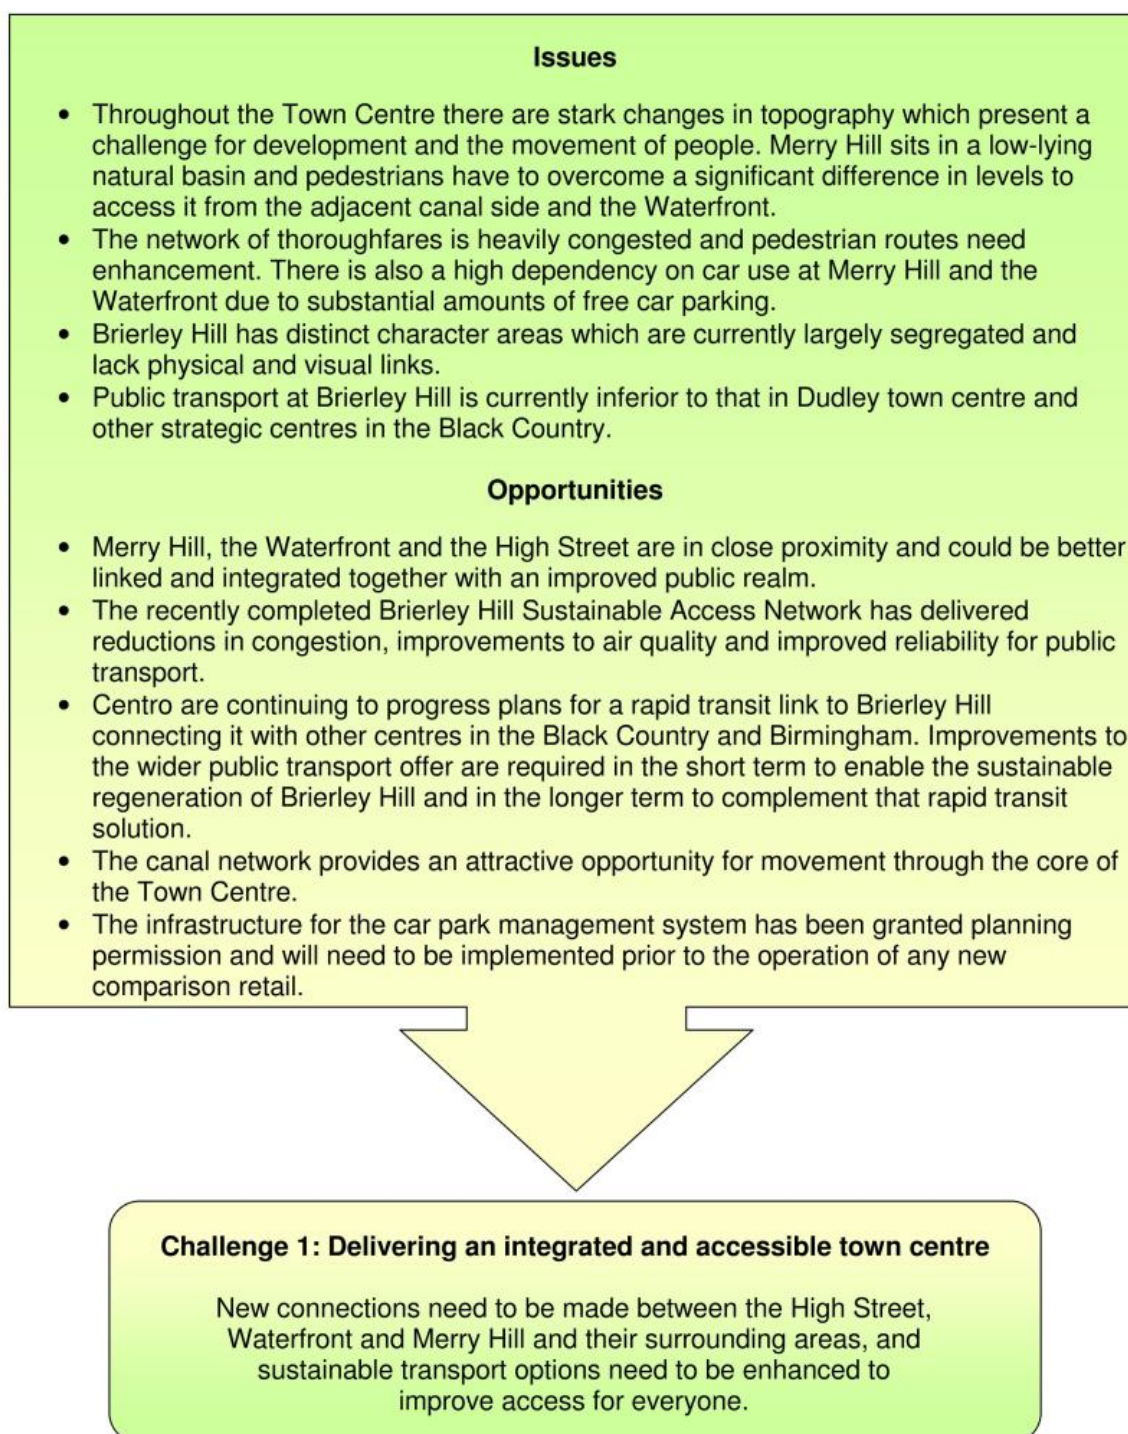 Issues
• Throughout the Town Centre there are stark changes in topography which present a
challenge for development and the movement of people. Merry Hill sits in a low-lying
natural basin and pedestrians have to overcome a significant difference in levels to
access it from the adjacent canal side and the Waterfront.
• The network of thoroughfares is heavily congested and pedestrian routes need
enhancement. There is also a high dependency on car use at Merry Hill and the
Waterfront due to substantial amounts of free car parking.
• Brierley Hill has distinct character areas which are currently largely segregated and
lack physical and visual links.
• Public transport at Brierley Hill is currently inferior to that in Dudley town centre and
other strategic centres in the Black Country.
Opportunities
• Merry Hill, the Waterfront and the High Street are in close proximity and could be better
linked and integrated together with an improved public realm.
• The recently completed Brierley Hill Sustainable Access Network has delivered
reductions in congestion, improvements to air quality and improved reliability for public
transport.
• Centro are continuing to progress plans for a rapid transit link to Brierley Hill
connecting it with other centres in the Black Country and Birmingham. Improvements to
the wider public transport offer are required in the short term to enable the sustainable
regeneration of Brierley Hill and in the longer term to complement that rapid transit
solution.
• The canal network provides an attractive opportunity for movement through the core of
the Town Centre.
• The infrastructure for the car park management system has been granted planning
permission and will need to be implemented prior to the operation of any new
comparison retail.
Challenge 1: Delivering an integrated and accessible town centre
New connections need to be made between the High Street,
Waterfront and Merry Hill and their surrounding areas, and
sustainable transport options need to be enhanced to
improve access for everyone.